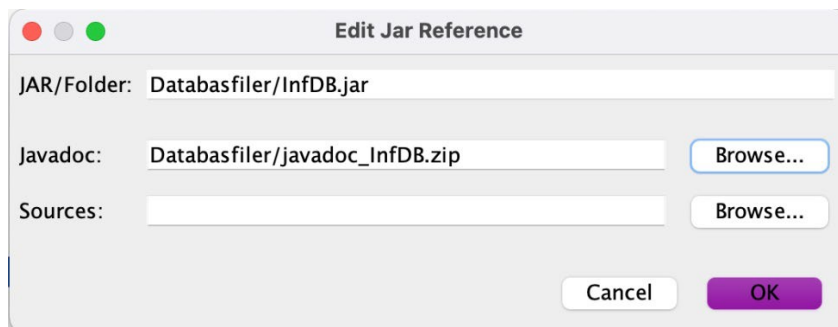 Edit Jar Reference
JAR/Folder: Databasfiler/InfDB.jar
Javadoc: Databasfiler/javadoc_InfDB.zip Browse...
Sources: Browse...
Cancel OK